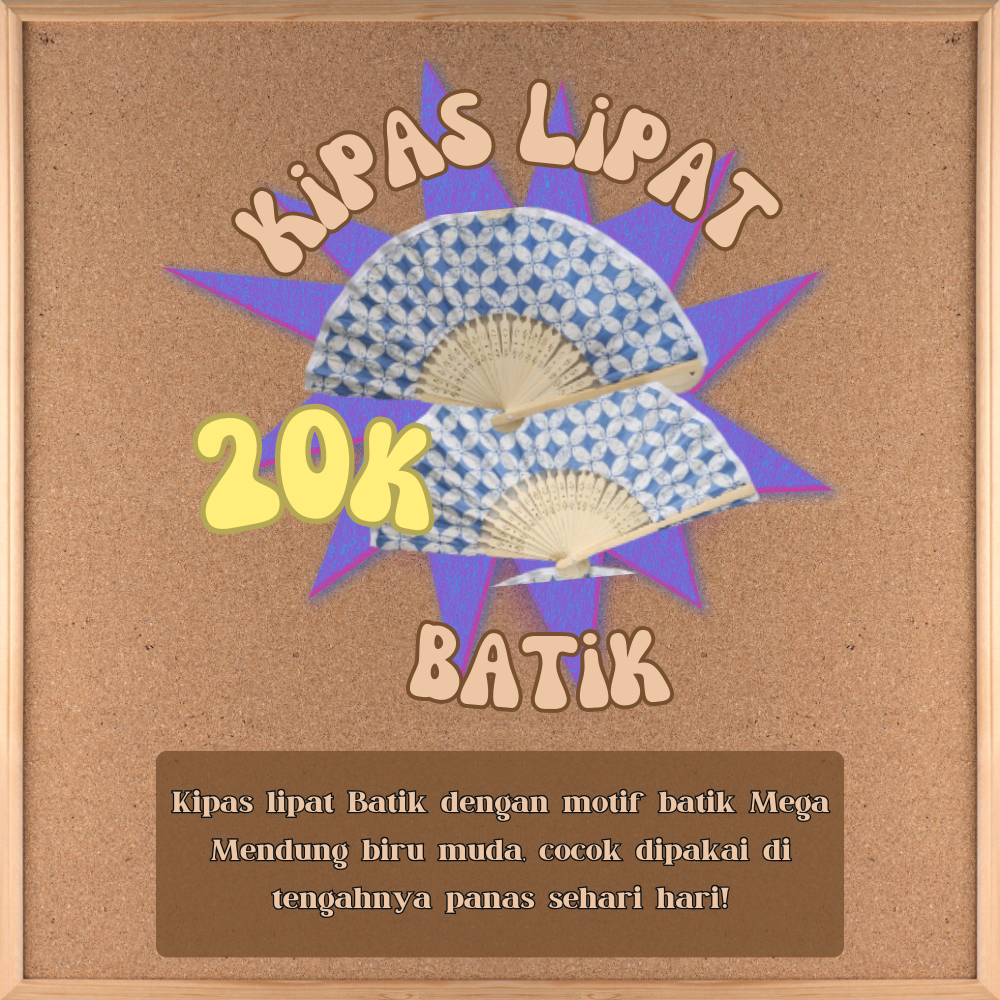 KiPAS LiPAT
20K
BATiK
Kipas lipat Batik dengan motif batik Mega
Mendung biru muda, cocok dipakai di
tengahnya panas sehari hari!